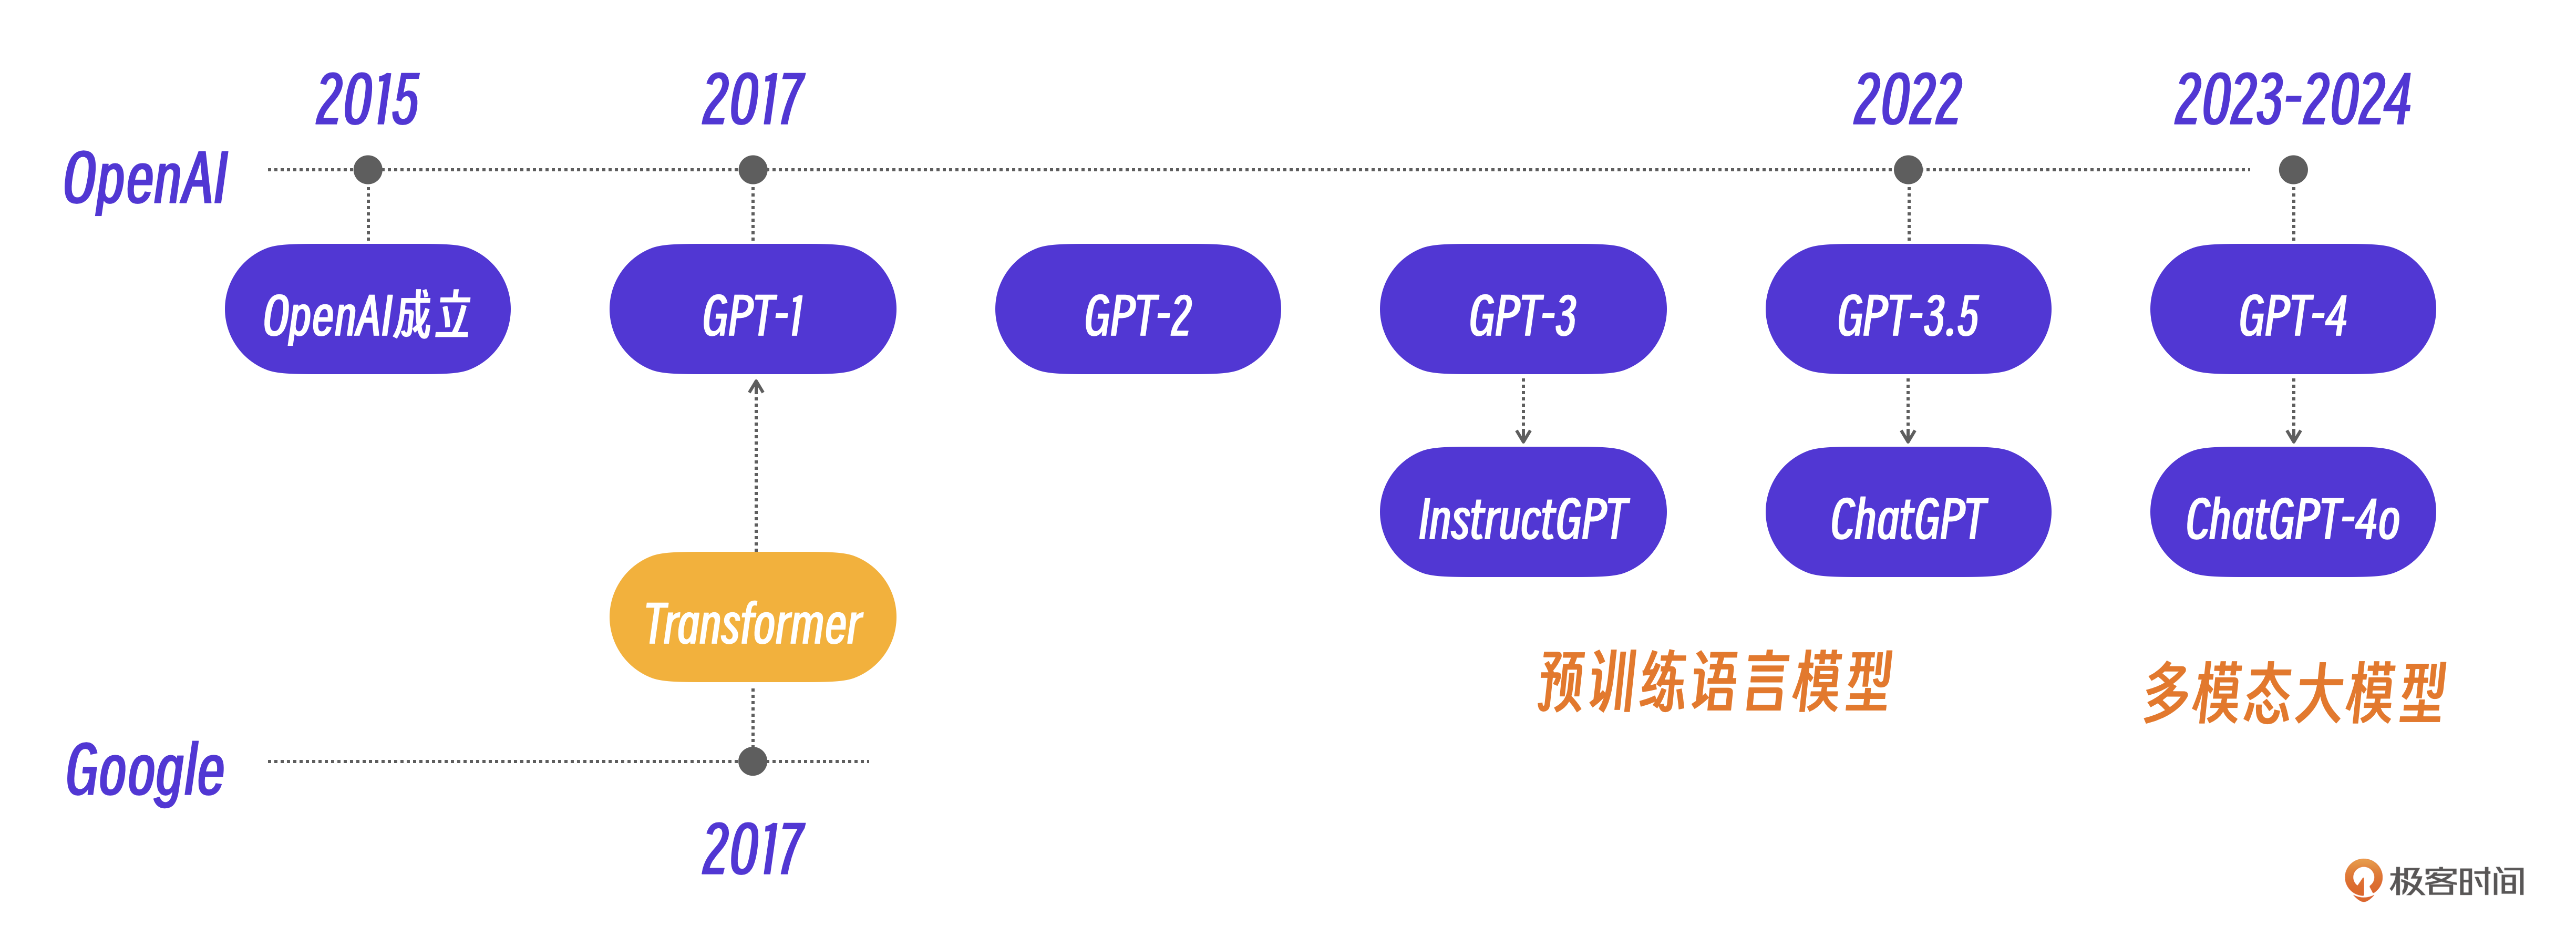 2015 2017 2022 2023-2024
OpenAI
OpenAI成立 GPT-1 GPT-2 GPT-3 GPT-3.5 GPT-4
InstructGPT ChatGPT ChatGPT-4o
Transformer
预训练语言模型 多模态大模型
Google
2017
极客时间